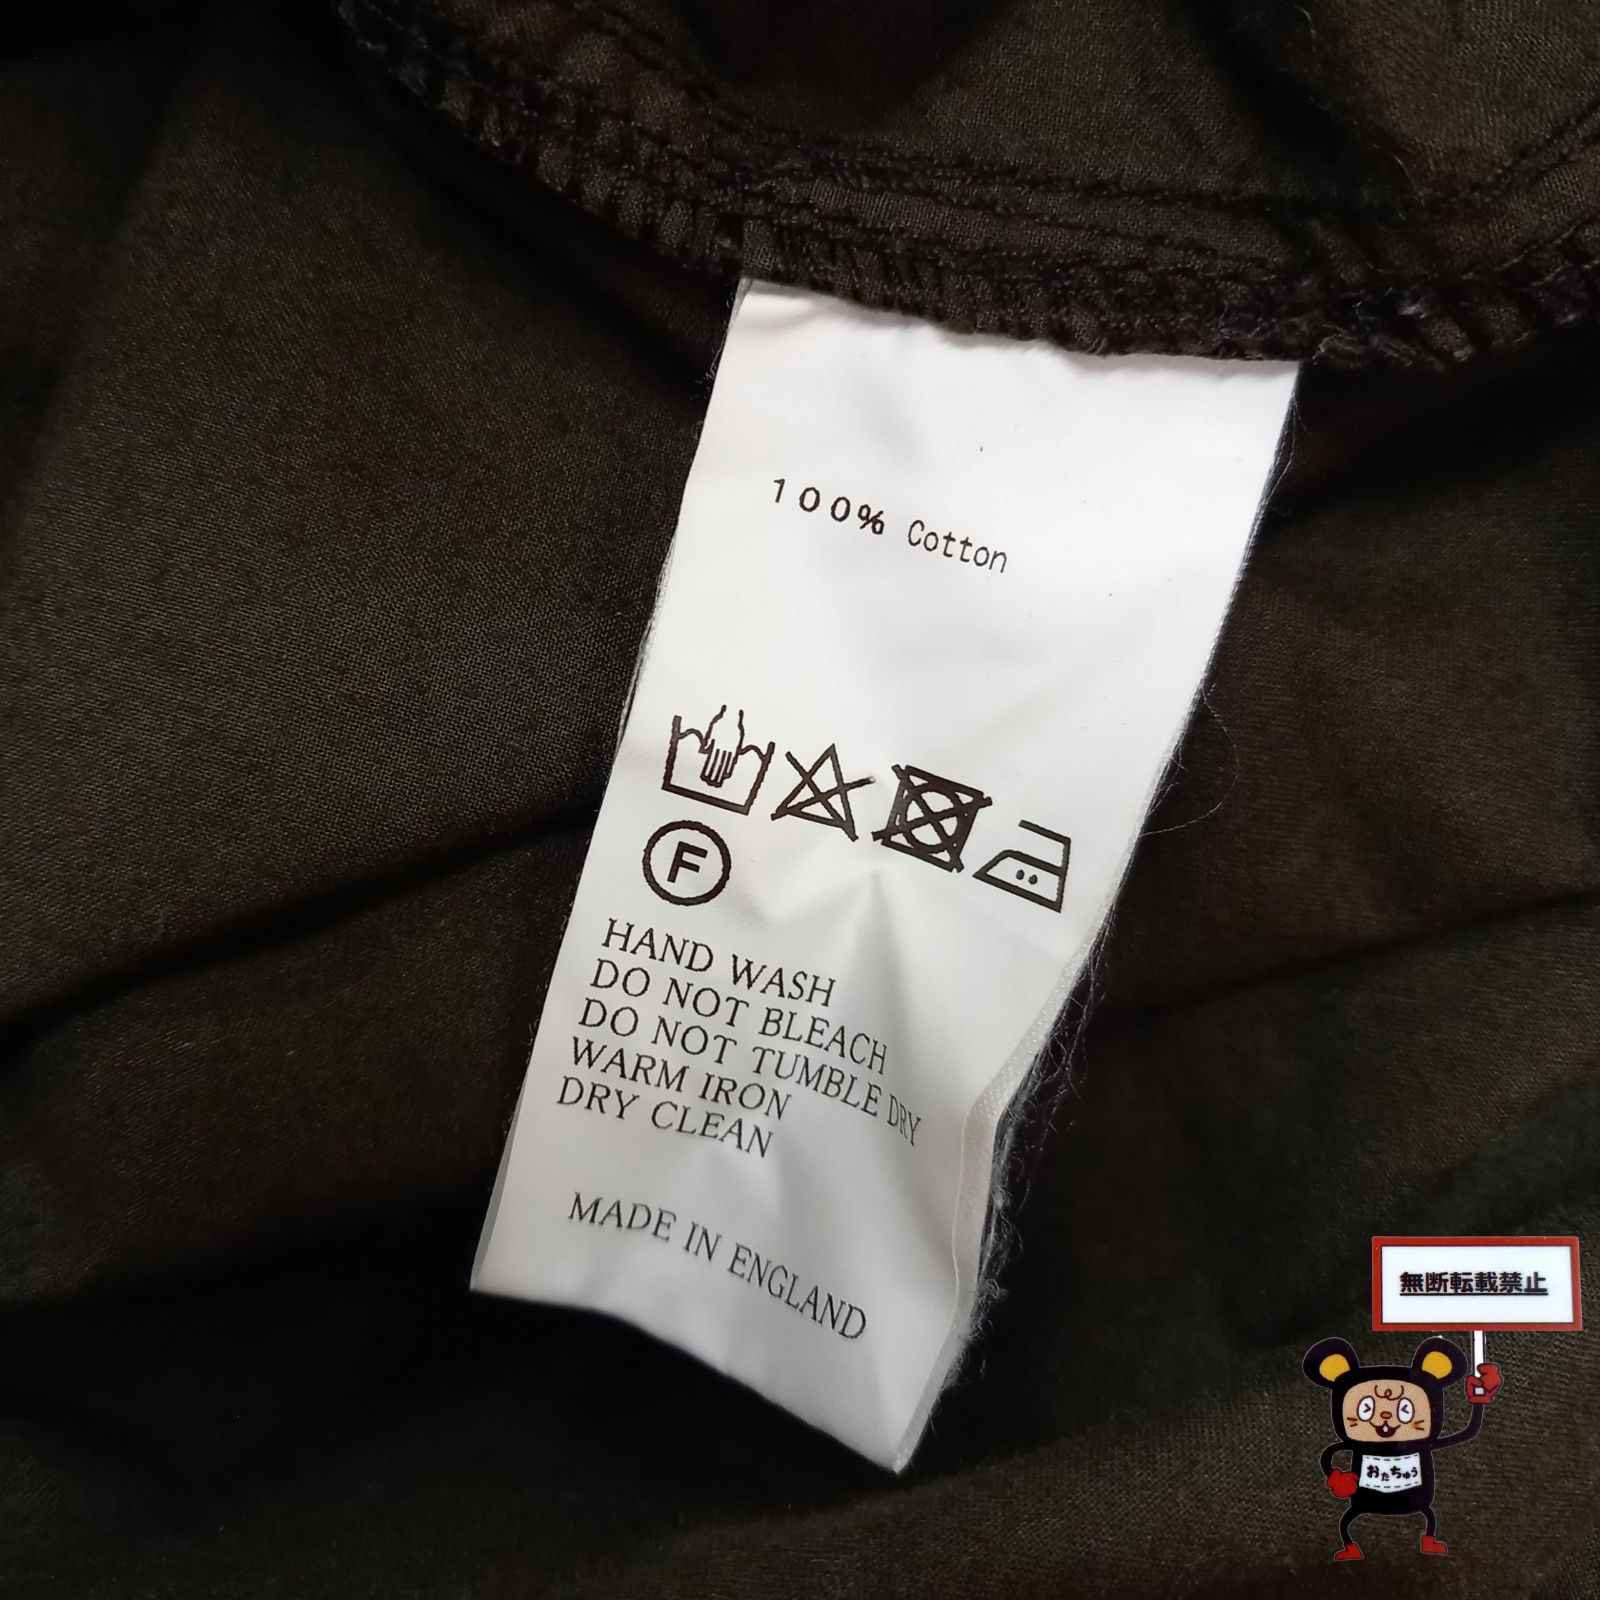 100% Cotton
F
HAND WASH
DO NOT BLEACH
DO NOT TUMBLE DRY
WARM IRON
DRY CLEAN
MADE IN ENGLAND
無断転載禁止
おたちゅう